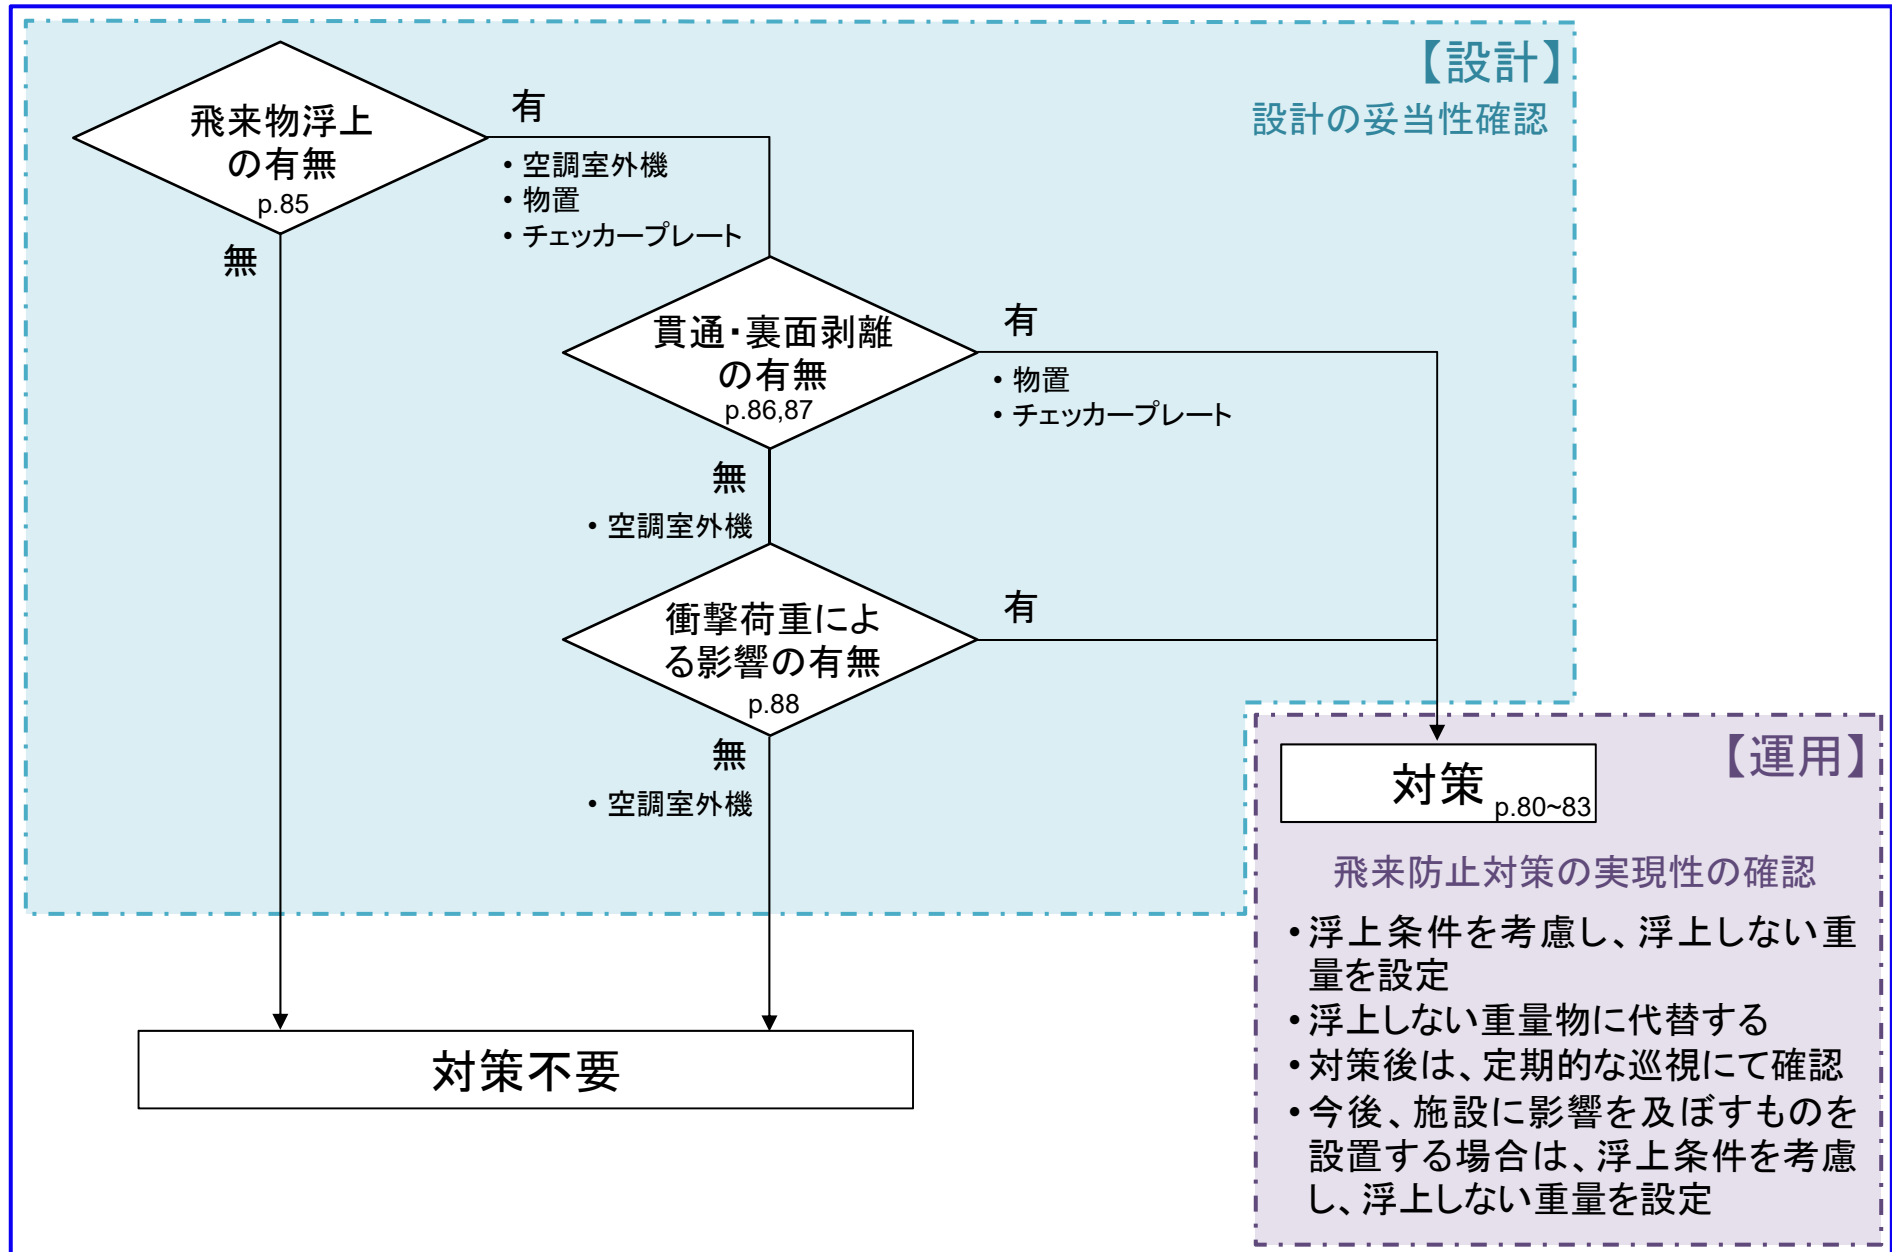 【設計】
設計の妥当性確認
飛来物浮上
の有無
p.85
有
・空調室外機
・物置
・チェッカープレート
無
貫通・裏面剥離
の有無
p.86,87
有
・物置
・チェッカープレート
無
・空調室外機
衝撃荷重によ
る影響の有無
p.88
有
無
・空調室外機
対策不要
【運用】
対策
p.80~83
飛来防止対策の実現性の確認
・浮上条件を考慮し、浮上しない重
量を設定
・浮上しない重量物に代替する
・対策後は、定期的な巡視にて確認
・今後、施設に影響を及ぼすものを
設置する場合は、浮上条件を考慮
し、浮上しない重量を設定